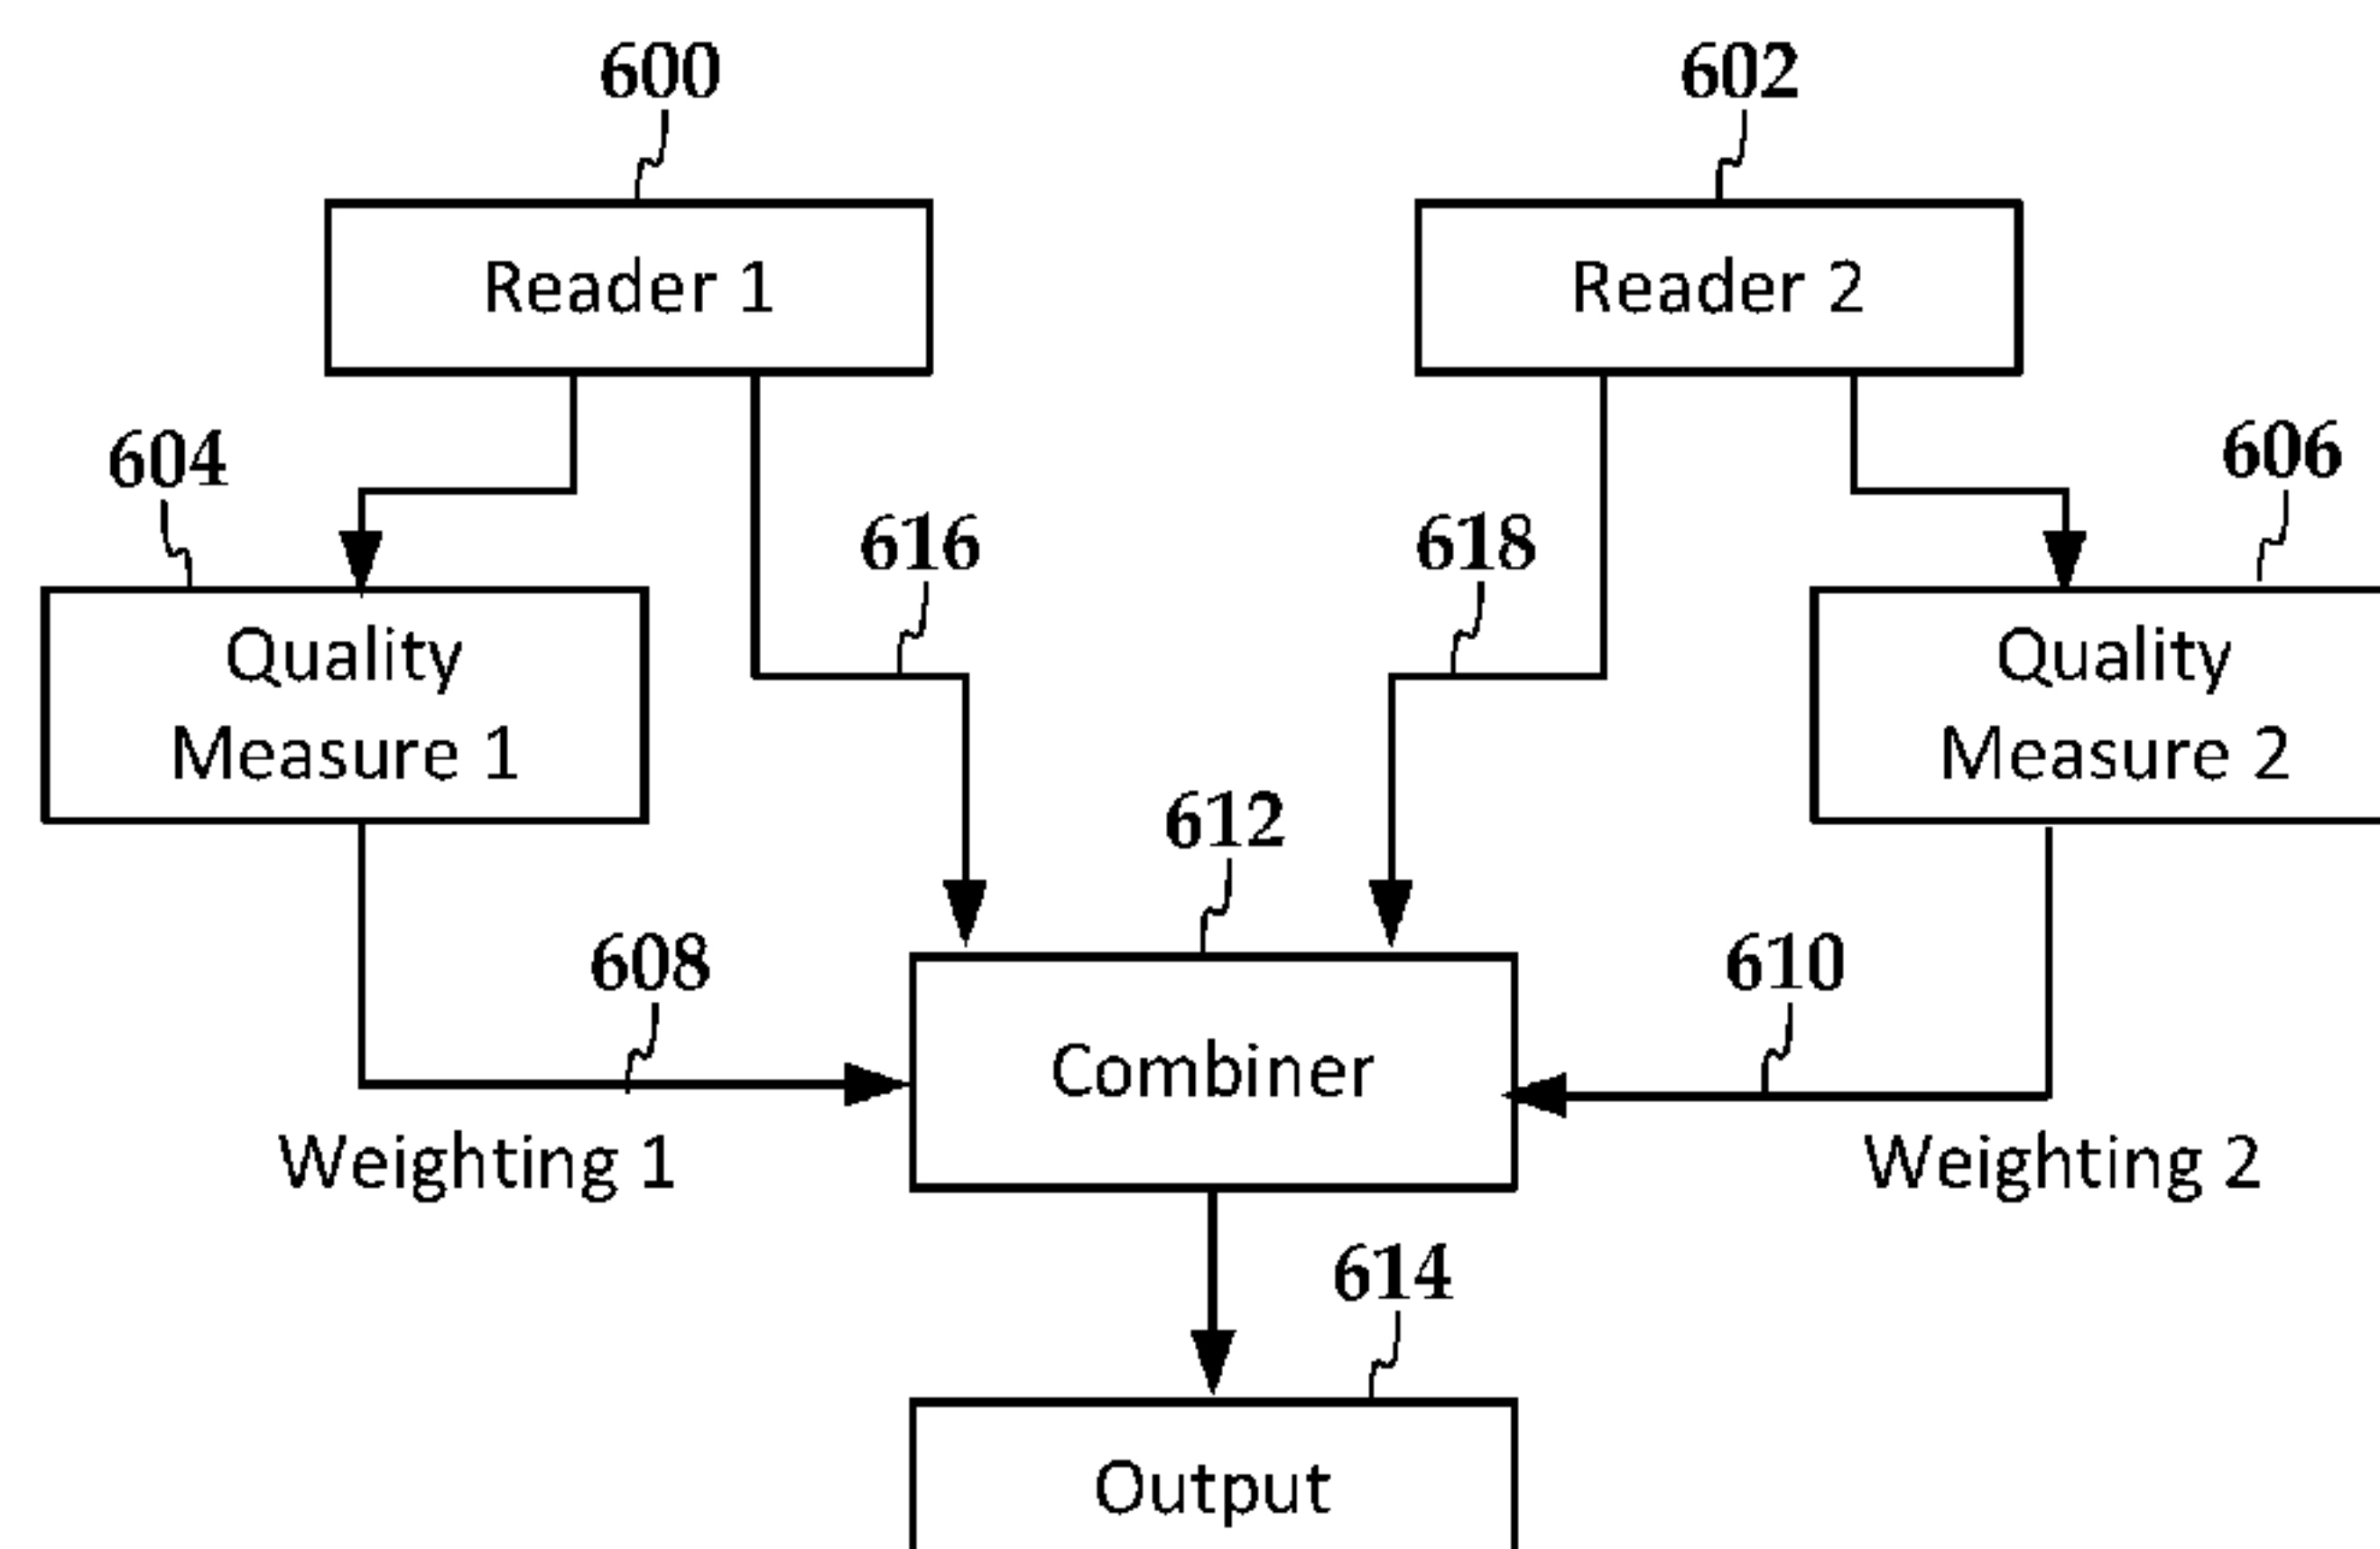 600
602
Reader 1
Reader 2
604
606
616
618
Quality
Measure 1
Quality
Measure 2
612
608
610
Combiner
Weighting 1
Weighting 2
614
Output